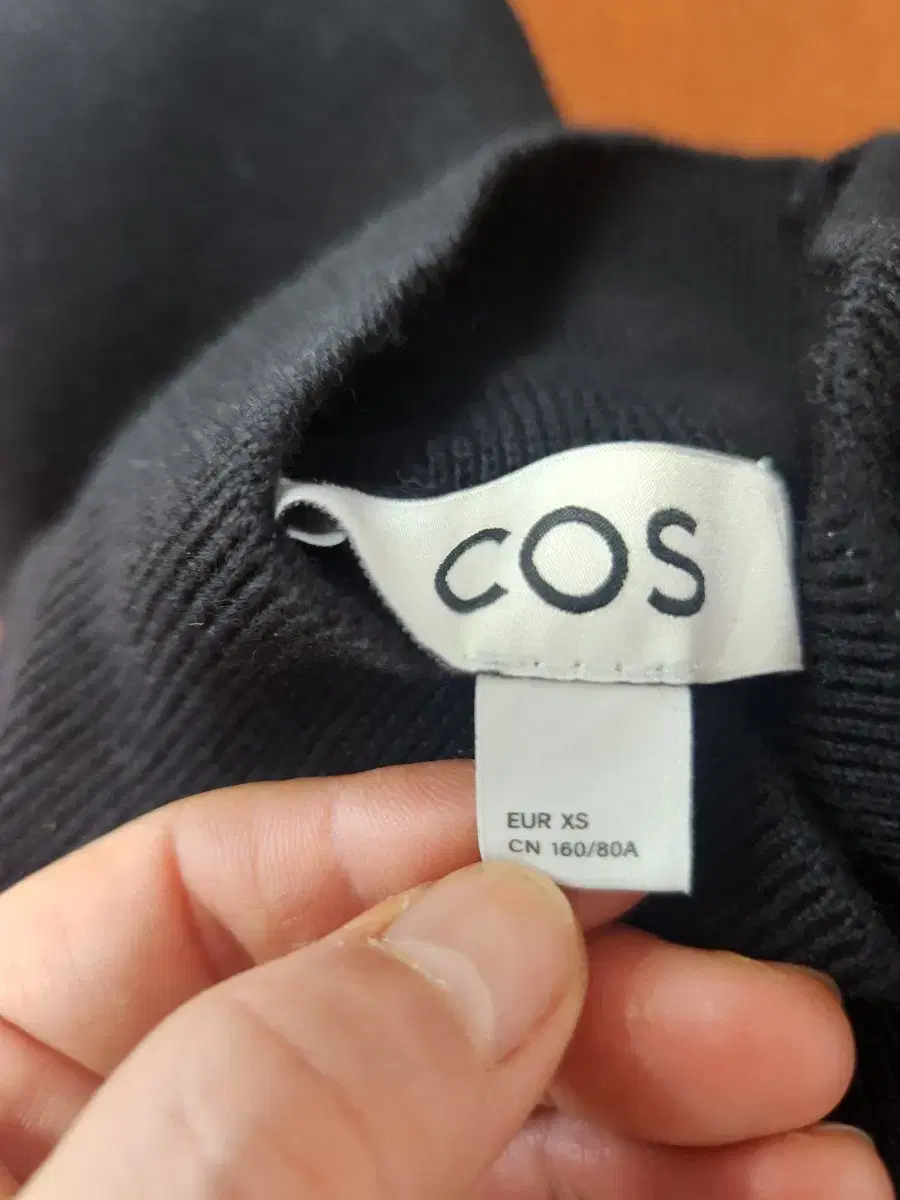 COS
EUR XS
CN 160/80A